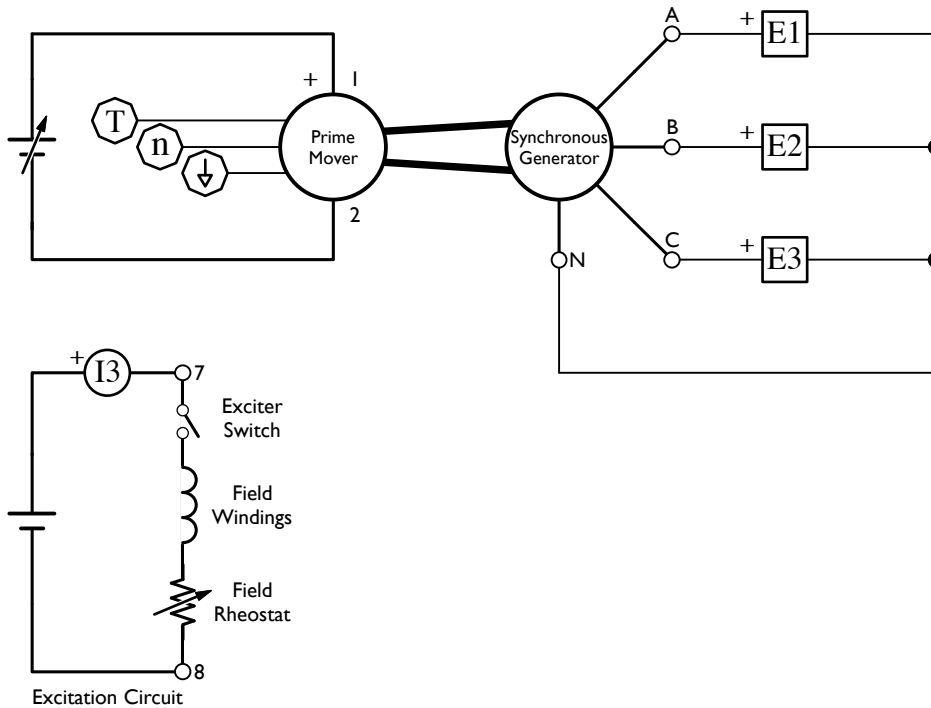 A
+ E1
+ 1
T
n
Prime
Mover
Synchronous
Generator
B
+ E2
2
C
+ E3
N
+ I3 7
Exciter
Switch
Field
Windings
Field
Rheostat
8
Excitation Circuit